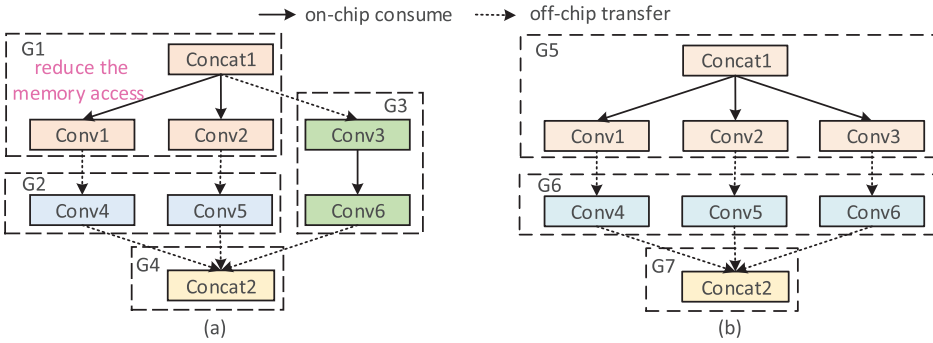 on-chip consume
off-chip transfer
G1
reduce the
memory access
Concat1
G3
Conv1
Conv2
Conv3
G2
Conv4
Conv5
Conv6
G4
Concat2
(a)
G5
Concat1
Conv1
Conv2
Conv3
G6
Conv4
Conv5
Conv6
G7
Concat2
(b)